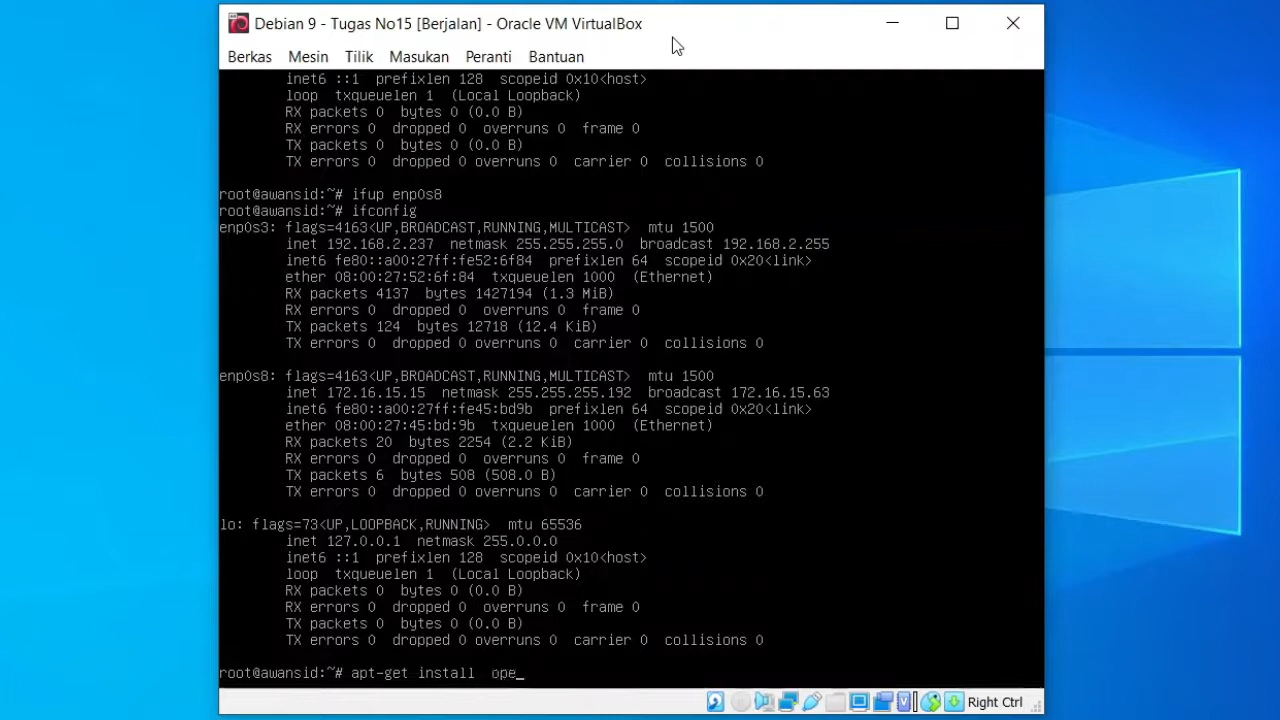 Debian 9 - Tugas No15 [Berjalan] - Oracle VM VirtualBox
Berkas Mesin Tilik Masukan Peranti Bantuan
inet6 ::1 prefixlen 128 scopeid 0x10<host>
loop txqueuelen 1 (Local Loopback)
RX packets 0 bytes 0 (0.0 B)
RX errors 0 dropped 0 overruns 0 frame 0
TX packets 0 bytes 0 (0.0 B)
TX errors 0 dropped 0 overruns 0 carrier 0 collisions 0
root@awansid:~# ifup enp0s8
root@awansid:~# ifconfig
enp0s3: flags=4163<UP,BROADCAST,RUNNING,MULTICAST> mtu 1500
inet 192.168.2.237 netmask 255.255.255.0 broadcast 192.168.2.255
inet6 fe80::a00:27ff:fe52:6f84 prefixlen 64 scopeid 0x20<link>
ether 08:00:27:52:6f:84 txqueuelen 1000 (Ethernet)
RX packets 4137 bytes 1427194 (1.3 MiB)
RX errors 0 dropped 0 overruns 0 frame 0
TX packets 124 bytes 12718 (12.4 KiB)
TX errors 0 dropped 0 overruns 0 carrier 0 collisions 0
enp0s8: flags=4163<UP,BROADCAST,RUNNING,MULTICAST> mtu 1500
inet 172.16.15.15 netmask 255.255.255.192 broadcast 172.16.15.63
inet6 fe80::a00:27ff:fe45:bd9b prefixlen 64 scopeid 0x20<link>
ether 08:00:27:45:bd:9b txqueuelen 1000 (Ethernet)
RX packets 20 bytes 2254 (2.2 KiB)
RX errors 0 dropped 0 overruns 0 frame 0
TX packets 6 bytes 508 (508.0 B)
TX errors 0 dropped 0 overruns 0 carrier 0 collisions 0
lo: flags=73<UP,LOOPBACK,RUNNING> mtu 65536
inet 127.0.0.1 netmask 255.0.0.0
inet6 ::1 prefixlen 128 scopeid 0x10<host>
loop txqueuelen 1 (Local Loopback)
RX packets 0 bytes 0 (0.0 B)
RX errors 0 dropped 0 overruns 0 frame 0
TX packets 0 bytes 0 (0.0 B)
TX errors 0 dropped 0 overruns 0 carrier 0 collisions 0
root@awansid:~# apt-get install  ope_
Right Ctrl